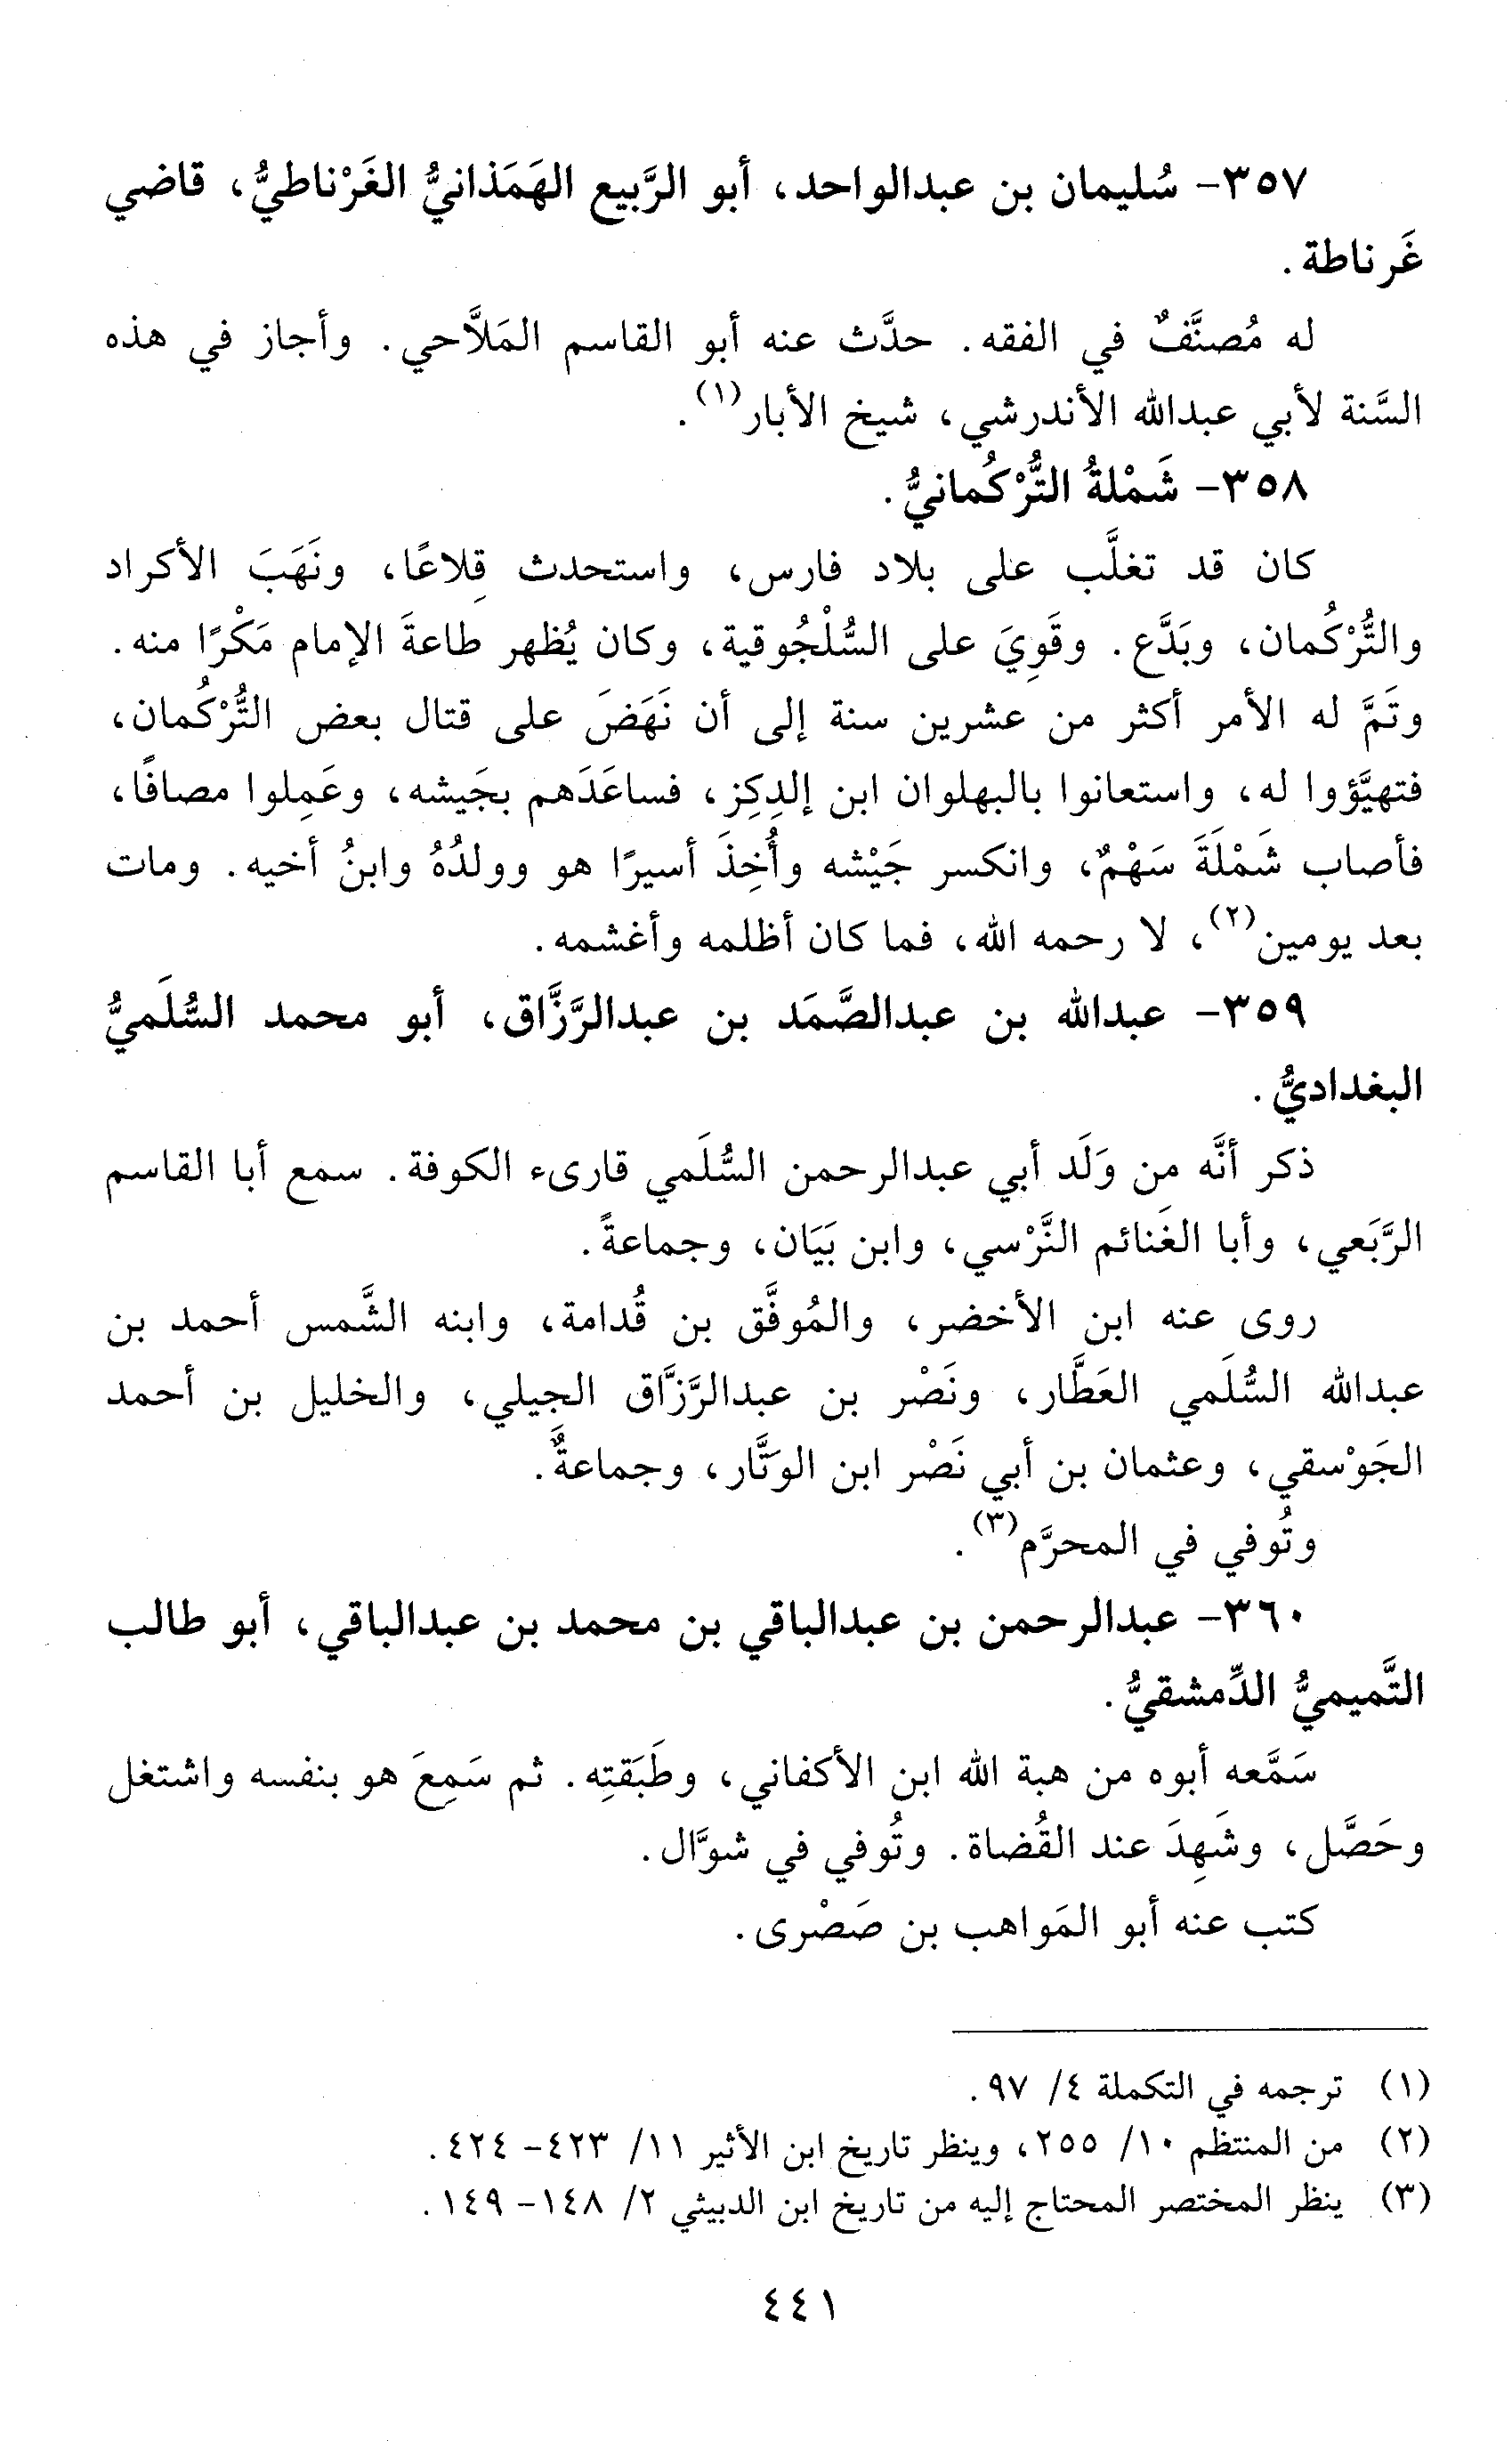 ٣٥٧- سُليمان بن عبدالواحد، أبو الرَّبيع الهَمَذانيُّ الغَرْناطيُّ، قاضي
غَرناطة.
له مُصنَّفٌ في الفقه. حدَّث عنه أبو القاسم المَلاَّحي. وأجاز في هذه
السَّنة لأبي عبدالله الأندرشي، شيخ الأبار(١).
٣٥٨- شَمْلةُ التُّرْكُمانيُّ.
كان قد تغلَّب على بلاد فارس، واستحدث قِلاعًا، ونَهَبَ الأكراد
والتُّرْكُمان، وبَدَّع. وقَوِيَ على السُّلْجُوقية، وكان يُظهر طاعةَ الإمام مَكْرًا منه.
وتَمَّ له الأمر أكثر من عشرين سنة إلى أن نَهَضَ على قتال بعض التُّرْكُمان،
فتهيَّؤوا له، واستعانوا بالبهلوان ابن إلدِكِز، فساعَدَهم بجَيشه، وعَمِلوا مصافًا،
فأصاب شَمْلَةَ سَهْمٌ، وانكسر جَيْشه وأُخِذَ أسيرًا هو وولدُهُ وابنُ أخيه. ومات
بعد يومين(٢)، لا رحمه الله، فما كان أظلمه وأغشمه.
٣٥٩- عبدالله بن عبدالصَّمَد بن عبدالرَّزَّاق، أبو محمد السُّلَميُّ
البغداديُّ.
ذكر أنَّه من وَلَد أبي عبدالرحمن السُّلَمي قارىء الكوفة. سمع أبا القاسم
الرَّبَعي، وأبا الغَنائم النَّرْسي، وابن بَيَان، وجماعةً.
روى عنه ابن الأخضر، والمُوفَّق بن قُدامة، وابنه الشَّمس أحمد بن
عبدالله السُّلَمي العَطَّار، ونَصْر بن عبدالرَّزَّاق الجيلي، والخليل بن أحمد
الجَوْسقي، وعثمان بن أبي نَصْر ابن الوَتَّار، وجماعةٌ.
وتُوفي في المحرَّم(٣).
٣٦٠- عبدالرحمن بن عبدالباقي بن محمد بن عبدالباقي، أبو طالب
التَّميميُّ الدِّمشقيُّ.
سَمَّعه أبوه من هبة الله ابن الأكفاني، وطَبَقتِه. ثم سَمِعَ هو بنفسه واشتغل
وحَصَّل، وشَهِدَ عند القُضاة. وتُوفي في شوَّال.
كتب عنه أبو المَواهب بن صَصْرى.
(١) ترجمه في التكملة ٤/ ٩٧.
(٢) من المنتظم ١٠/ ٢٥٥، وينظر تاريخ ابن الأثير ١١/ ٤٢٣- ٤٢٤.
(٣) ينظر المختصر المحتاج إليه من تاريخ ابن الدبيثي ٢/ ١٤٨- ١٤٩.
٤٤١